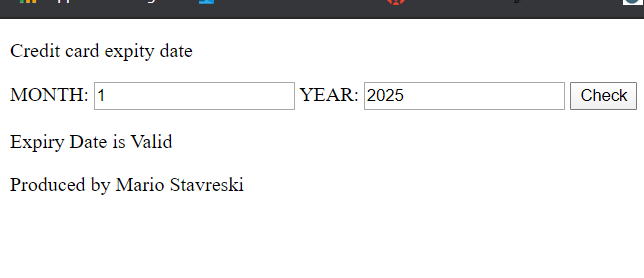 Credit card expity date
MONTH: 1 YEAR: 2025 Check
Expiry Date is Valid
Produced by Mario Stavreski